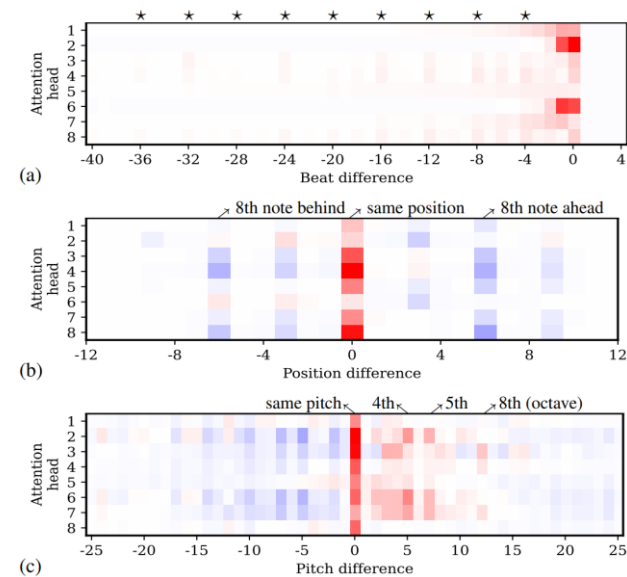 ★ ★ ★ ★ ★ ★ ★ ★ ★
Attention head
1
2
3
4
5
6
7
8
-40 -36 -32 -28 -24 -20 -16 -12 -8 -4 0 4
(a)
Beat difference
8th note behind same position 8th note ahead
Attention head
1
2
3
4
5
6
7
8
-12 -8 -4 0 4 8 12
(b)
Position difference
same pitch 4th 5th 8th (octave)
Attention head
1
2
3
4
5
6
7
8
-25 -20 -15 -10 -5 0 5 10 15 20 25
(c)
Pitch difference